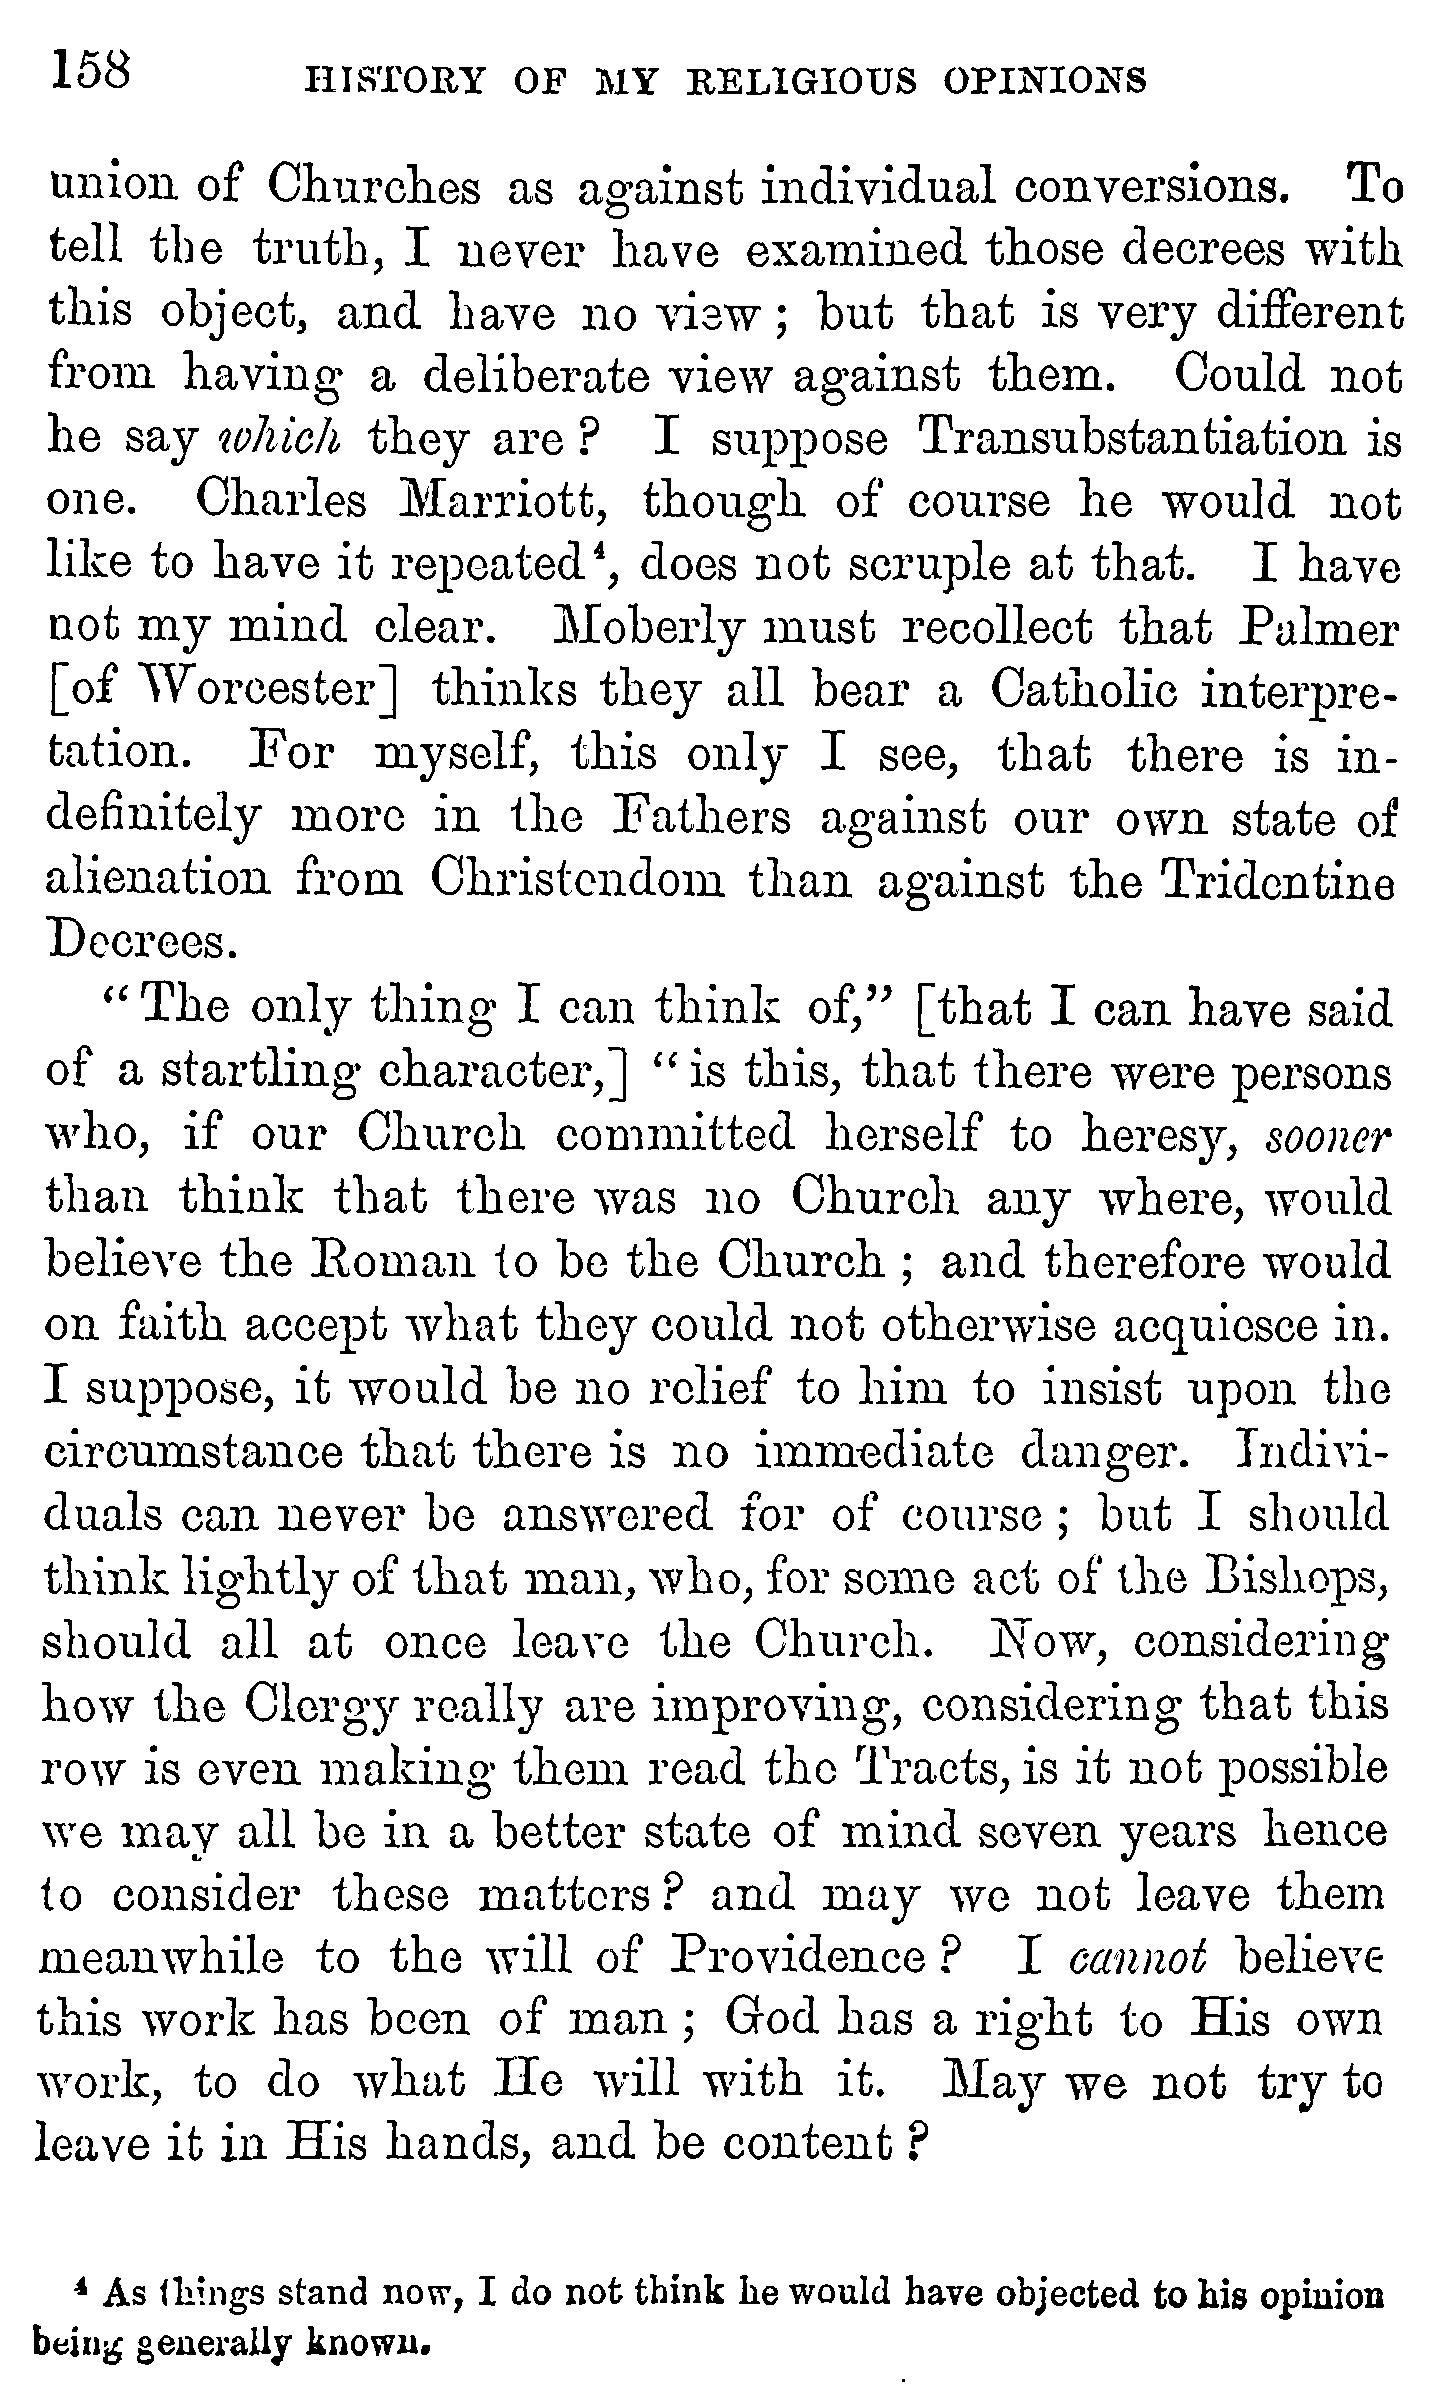 158 HISTORY OF MY RELIGIOUS OPINIONS
union of Churches as against individual conversions. To
tell the truth, I never have examined those decrees with
this object, and have no view ; but that is very different
from having a deliberate view against them. Could not
he say which they are ? I suppose Transubstantiation is
one. Charles Marriott, though of course he would not
like to have it repeated⁴, does not scruple at that. I have
not my mind clear. Moberly must recollect that Palmer
[of Worcester] thinks they all bear a Catholic interpre-
tation. For myself, this only I see, that there is in-
definitely more in the Fathers against our own state of
alienation from Christendom than against the Tridentine
Decrees.
“ The only thing I can think of,” [that I can have said
of a startling character,] “ is this, that there were persons
who, if our Church committed herself to heresy, sooner
than think that there was no Church any where, would
believe the Roman to be the Church ; and therefore would
on faith accept what they could not otherwise acquiesce in.
I suppose, it would be no relief to him to insist upon the
circumstance that there is no immediate danger. Indivi-
duals can never be answered for of course ; but I should
think lightly of that man, who, for some act of the Bishops,
should all at once leave the Church. Now, considering
how the Clergy really are improving, considering that this
row is even making them read the Tracts, is it not possible
we may all be in a better state of mind seven years hence
to consider these matters ? and may we not leave them
meanwhile to the will of Providence ? I cannot believe
this work has been of man ; God has a right to His own
work, to do what He will with it. May we not try to
leave it in His hands, and be content ?
⁴ As things stand now, I do not think he would have objected to his opinion
being generally known.